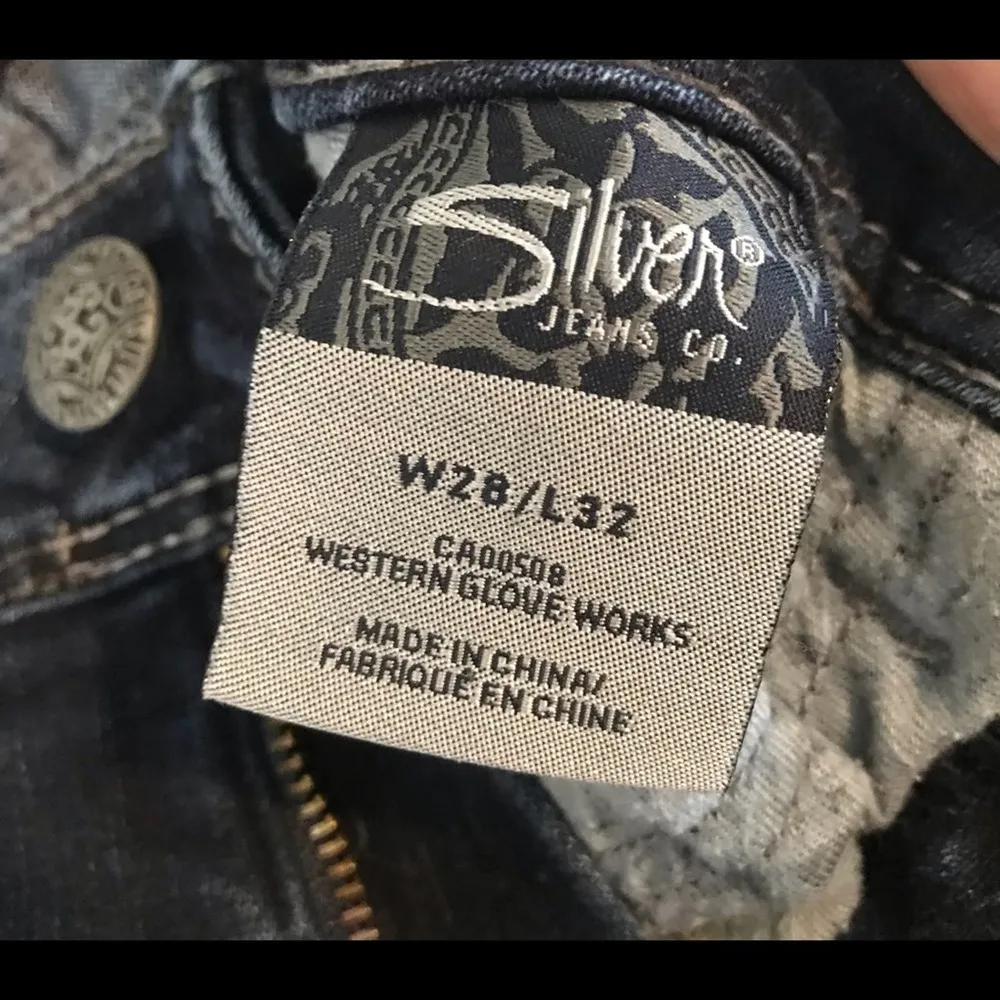 Silver®
JEANS CO.
W28/L32
CA00508
WESTERN GLOVE WORKS
MADE IN CHINA/
FABRIQUÉ EN CHINE